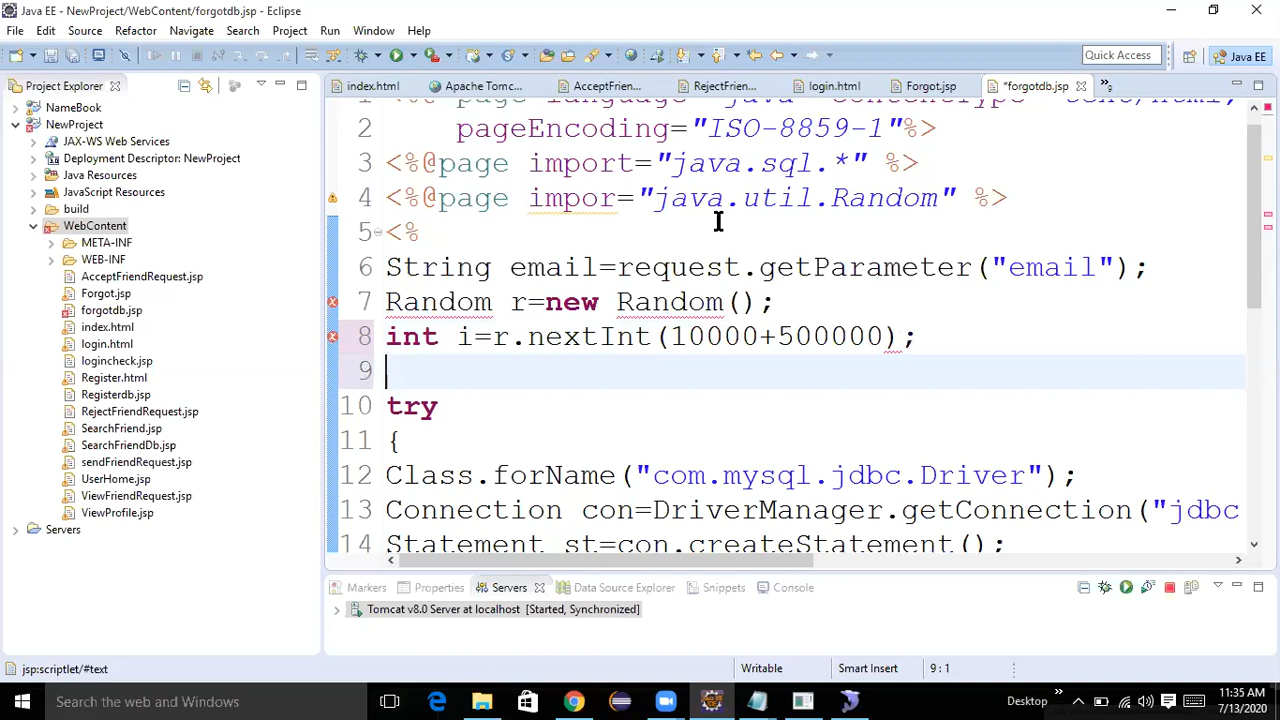 Java EE - NewProject/WebContent/forgotdb.jsp - Eclipse
File Edit Source Refactor Navigate Search Project Run Window Help
Quick Access
Java EE
Project Explorer
index.html
Apache Tomc...
AcceptFrien...
RejectFrien...
login.html
Forgot.jsp
*forgotdb.jsp
NameBook
NewProject
JAX-WS Web Services
Deployment Descriptor: NewProject
Java Resources
JavaScript Resources
build
WebContent
META-INF
WEB-INF
AcceptFriendRequest.jsp
Forgot.jsp
forgotdb.jsp
index.html
login.html
logincheck.jsp
Register.html
Registerdb.jsp
RejectFriendRequest.jsp
SearchFriend.jsp
SearchFriendDb.jsp
sendFriendRequest.jsp
UserHome.jsp
ViewFriendRequest.jsp
ViewProfile.jsp
Servers
2 pageEncoding="ISO-8859-1"%>
3 <%@page import="java.sql.*" %>
4 <%@page impor="java.util.Random" %>
5 <%
6 String email=request.getParameter("email");
7 Random r=new Random();
8 int i=r.nextInt(10000+500000);
9
10 try
11 {
12 Class.forName("com.mysql.jdbc.Driver");
13 Connection con=DriverManager.getConnection("jdbc
14 Statement st=con.createStatement();
Markers Properties Servers Data Source Explorer Snippets Console
Tomcat v8.0 Server at localhost [Started, Synchronized]
jsp:scriptlet/#text
Writable
Smart Insert
9 : 1
Search the web and Windows
Desktop
11:35 AM
7/13/2020